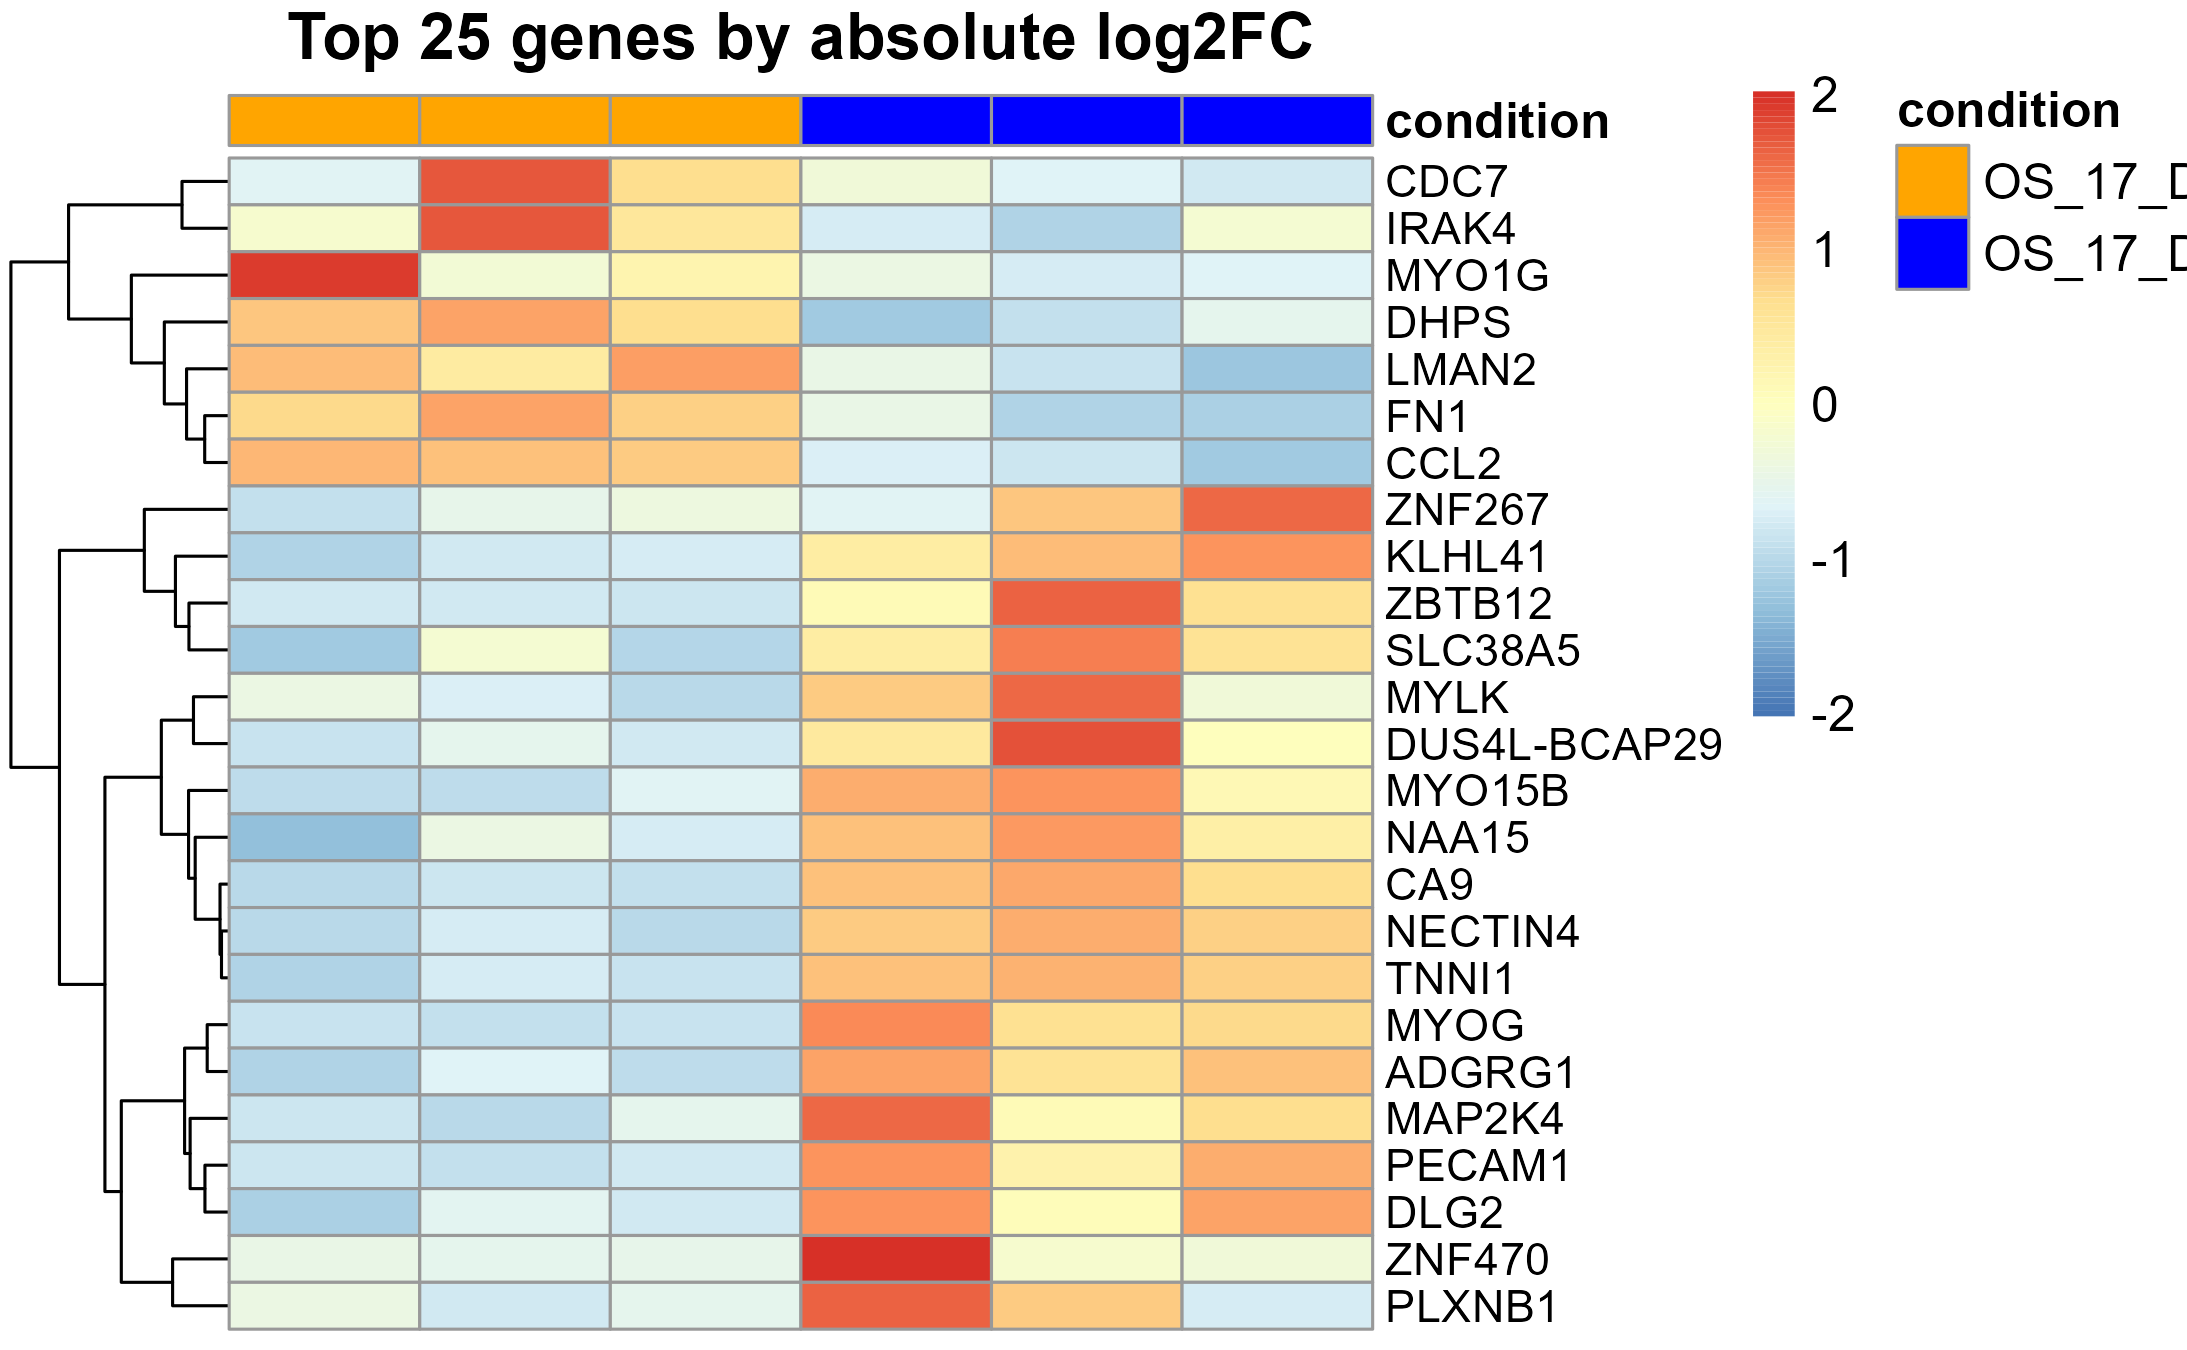 Top 25 genes by absolute log2FC
condition
CDC7
IRAK4
MYO1G
DHPS
LMAN2
FN1
CCL2
ZNF267
KLHL41
ZBTB12
SLC38A5
MYLK
DUS4L-BCAP29
MYO15B
NAA15
CA9
NECTIN4
TNNI1
MYOG
ADGRG1
MAP2K4
PECAM1
DLG2
ZNF470
PLXNB1
2
1
0
-1
-2
condition
OS_17_
OS_17_